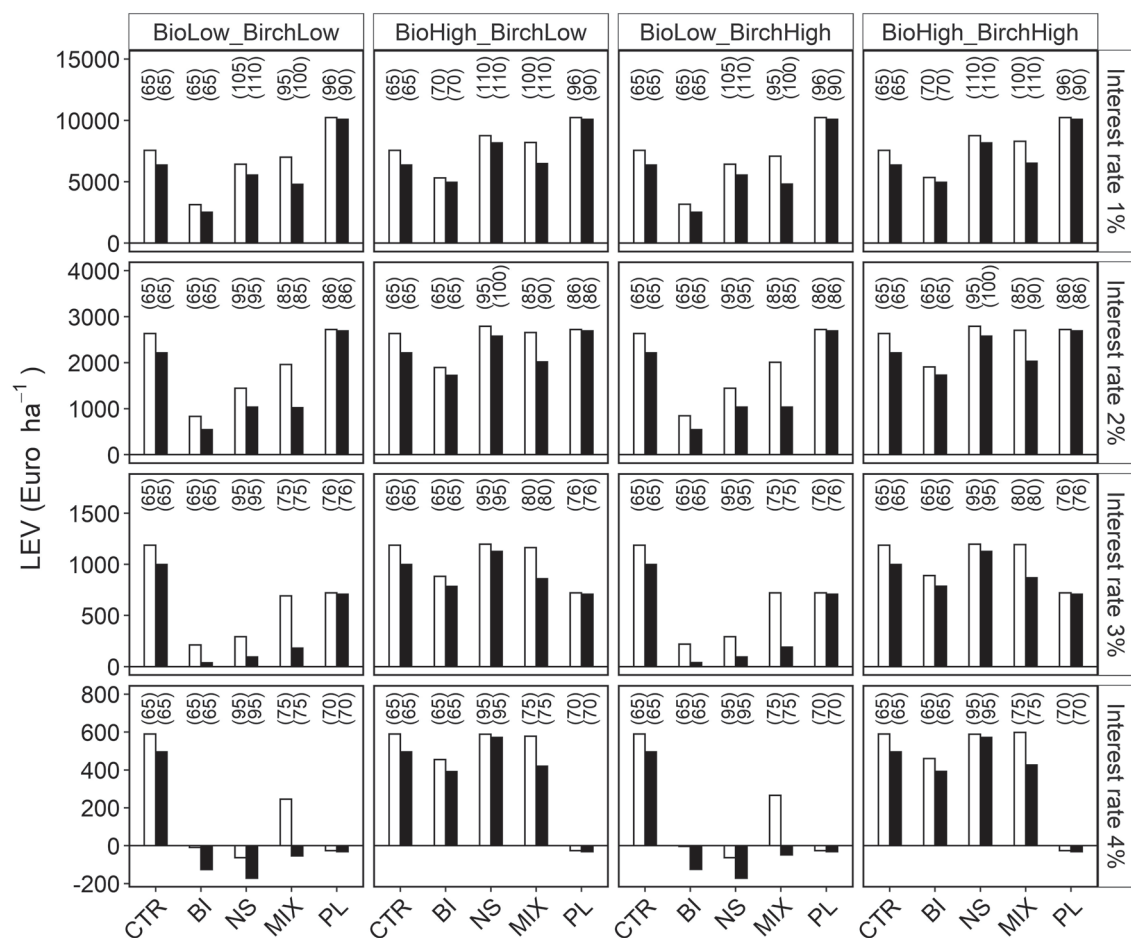 BioLow_BirchLow BioHigh_BirchLow BioLow_BirchHigh BioHigh_BirchHigh
LEV (Euro ha⁻¹)
15000
10000
5000
0
(65) (65) (65) (65) (105) (110) (95) (100) (96) (90)
(65) (65) (70) (70) (110) (110) (100) (110) (96) (90)
(65) (65) (65) (65) (105) (110) (95) (100) (96) (90)
(65) (65) (70) (70) (110) (110) (100) (110) (96) (90)
Interest rate 1%
4000
3000
2000
1000
0
(65) (65) (65) (65) (95) (95) (85) (85) (86) (86)
(65) (65) (65) (65) (95) (100) (85) (90) (86) (86)
(65) (65) (65) (65) (95) (95) (85) (85) (86) (86)
(65) (65) (65) (65) (95) (100) (85) (90) (86) (86)
Interest rate 2%
1500
1000
500
0
(65) (65) (65) (65) (95) (95) (75) (75) (76) (76)
(65) (65) (65) (65) (95) (95) (80) (80) (76) (76)
(65) (65) (65) (65) (95) (95) (75) (75) (76) (76)
(65) (65) (65) (65) (95) (95) (80) (80) (76) (76)
Interest rate 3%
800
600
400
200
0
-200
(65) (65) (65) (65) (95) (95) (75) (75) (70) (70)
(65) (65) (65) (65) (95) (95) (75) (75) (70) (70)
(65) (65) (65) (65) (95) (95) (75) (75) (70) (70)
(65) (65) (65) (65) (95) (95) (75) (75) (70) (70)
Interest rate 4%
CTR BI NS MIX PL CTR BI NS MIX PL CTR BI NS MIX PL CTR BI NS MIX PL